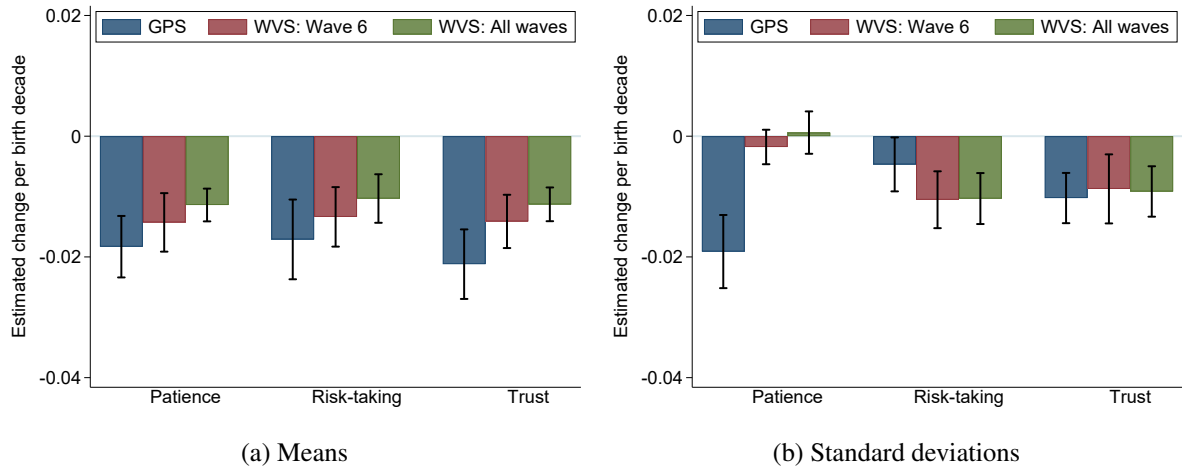 GPS WVS: Wave 6 WVS: All waves
Estimated change per birth decade
0.02
0
-0.02
-0.04
Patience Risk-taking Trust
(a) Means
GPS WVS: Wave 6 WVS: All waves
Estimated change per birth decade
0.02
0
-0.02
-0.04
Patience Risk-taking Trust
(b) Standard deviations